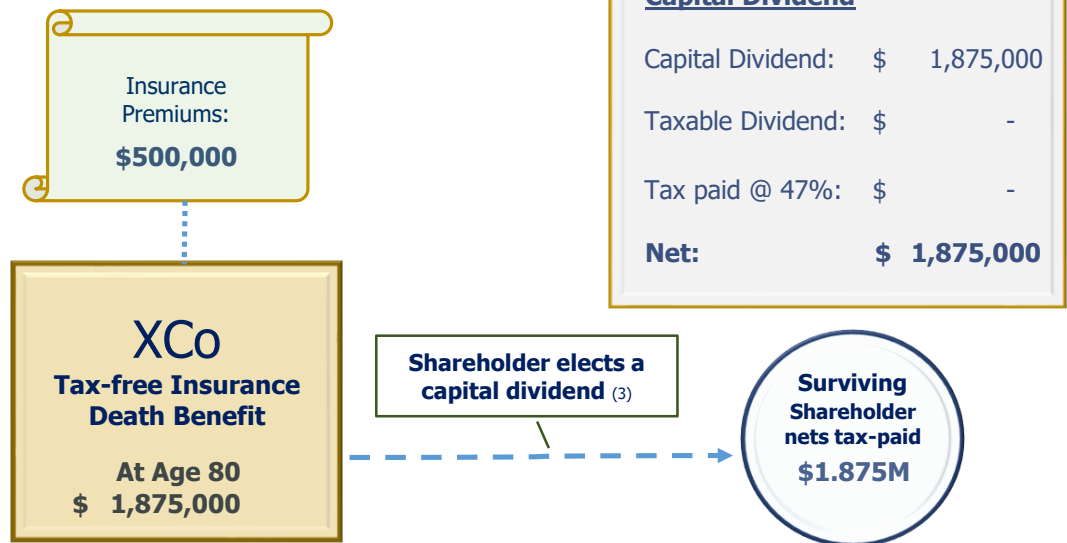 Insurance
Premiums:
$500,000
XCo
Tax-free Insurance
Death Benefit
At Age 80
$ 1,875,000
Shareholder elects a
capital dividend (3)
Capital Dividend
Capital Dividend: $ 1,875,000
Taxable Dividend: $ -
Tax paid @ 47%: $ -
Net: $ 1,875,000
Surviving
Shareholder
nets tax-paid
$1.875M